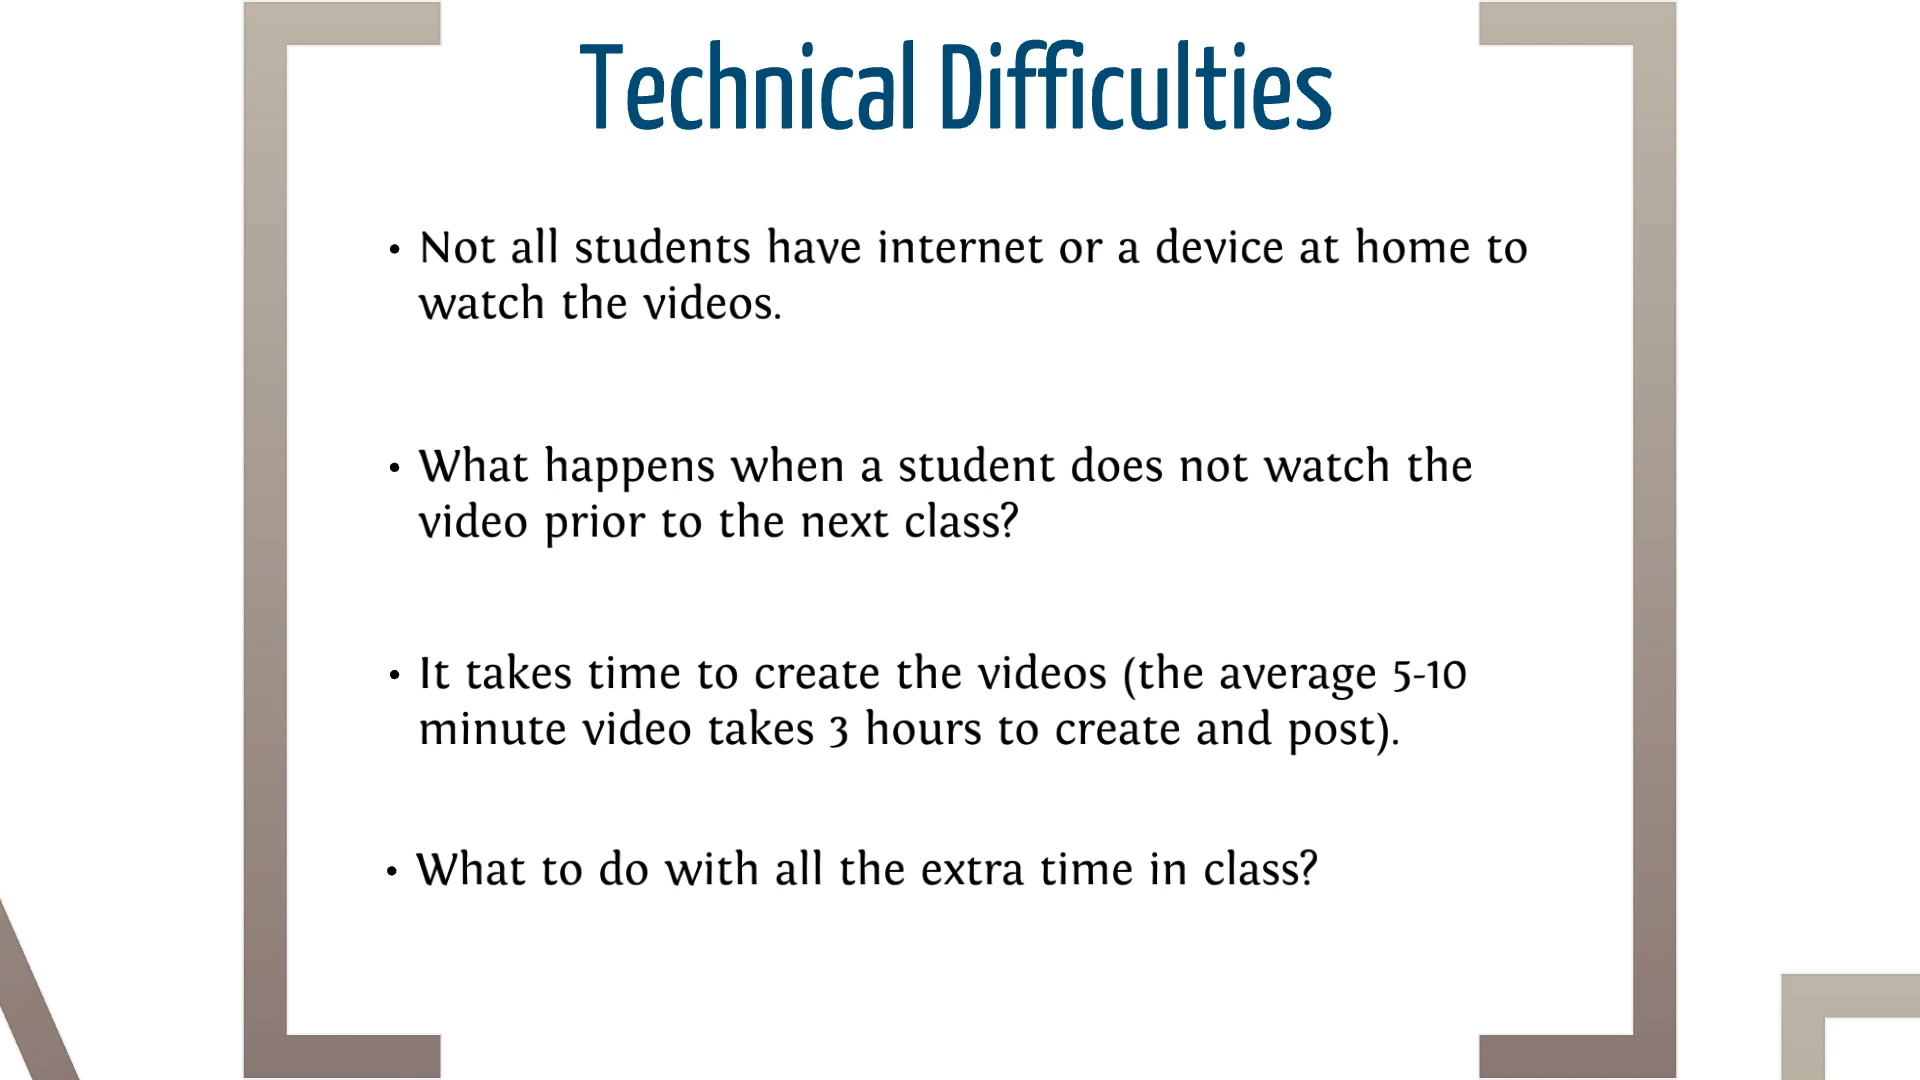 Technical Difficulties
• Not all students have internet or a device at home to
watch the videos.
• What happens when a student does not watch the
video prior to the next class?
• It takes time to create the videos (the average 5-10
minute video takes 3 hours to create and post).
• What to do with all the extra time in class?